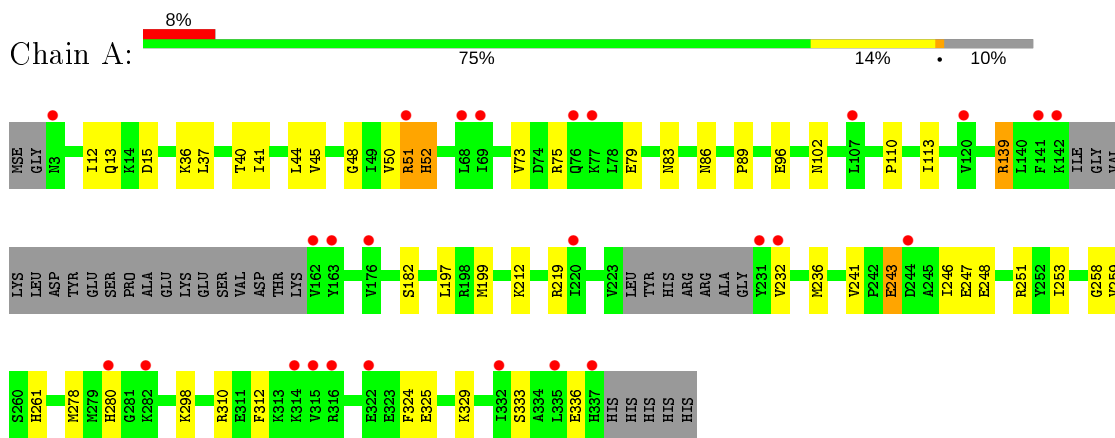 8%
Chain A:
75% 14% • 10%
MSE GLY N3 I12 Q13 K14 D15 K36 L37 T40 I41 L44 V45 G48 I49 V50 R51 H52 L68 I69 V73 D74 R75 Q76 K77 L78 E79 N83 N86 P89 E96 N102 L107 P110 I113 V120 R139 L140 F141 K142 ILE GLY VAL
LYS LEU ASP TYR GLU SER PRO ALA GLU LYS GLU SER VAL ASP THR LYS V162 Y163 V176 S182 L197 R198 M199 K212 R219 I220 V223 LEU TYR HIS ARG ARG ALA GLY Y231 V232 M236 V241 P242 E243 D244 A245 I246 E247 E248 R251 Y252 I253 G258
S260 H261 M278 M279 H280 G281 K282 K298 R310 E311 F312 K313 K314 V315 R316 E322 E323 F324 E325 K329 I332 S333 A334 L335 E336 H337 HIS HIS HIS HIS HIS